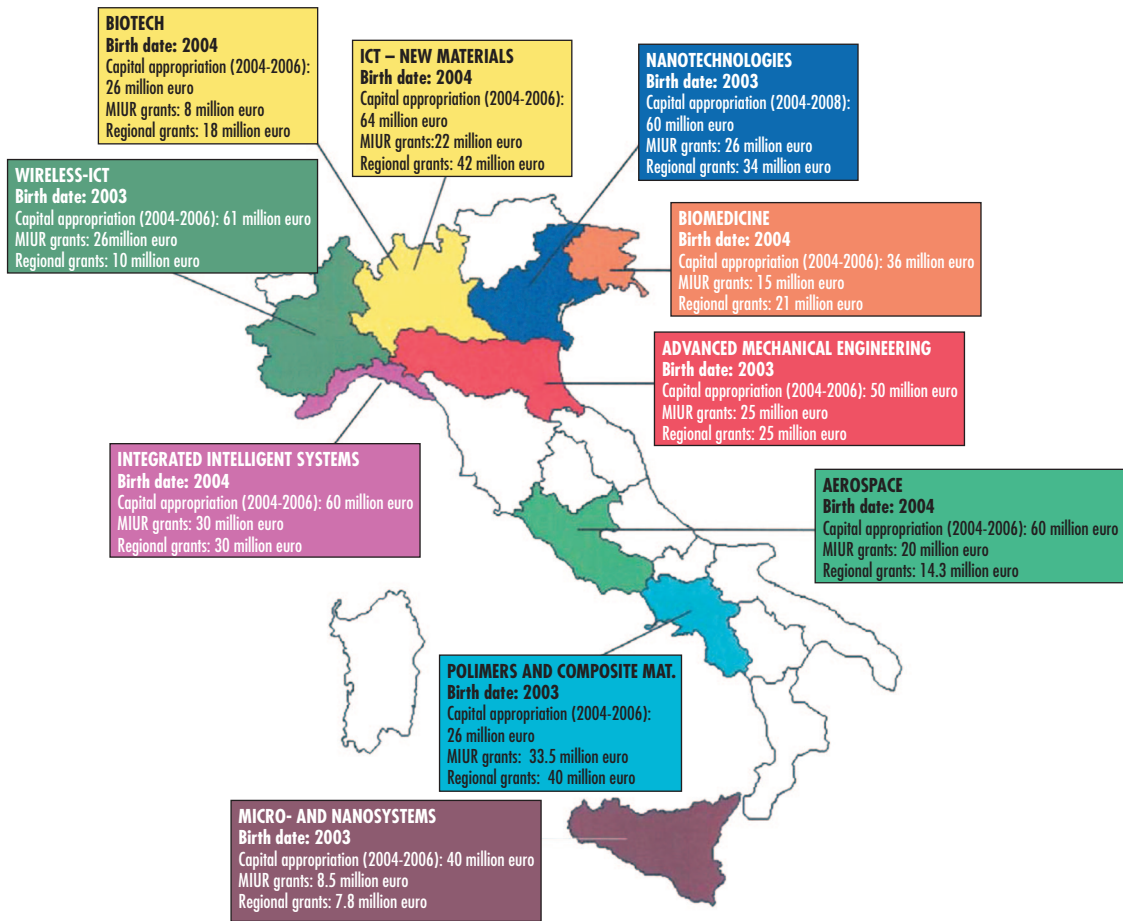 BIOTECH
Birth date: 2004
Capital appropriation (2004-2006):
26 million euro
MIUR grants: 8 million euro
Regional grants: 18 million euro
ICT – NEW MATERIALS
Birth date: 2004
Capital appropriation (2004-2006):
64 million euro
MIUR grants:22 million euro
Regional grants: 42 million euro
NANOTECHNOLOGIES
Birth date: 2003
Capital appropriation (2004-2008):
60 million euro
MIUR grants: 26 million euro
Regional grants: 34 million euro
WIRELESS-ICT
Birth date: 2003
Capital appropriation (2004-2006): 61 million euro
MIUR grants: 26million euro
Regional grants: 10 million euro
BIOMEDICINE
Birth date: 2004
Capital appropriation (2004-2006): 36 million euro
MIUR grants: 15 million euro
Regional grants: 21 million euro
ADVANCED MECHANICAL ENGINEERING
Birth date: 2003
Capital appropriation (2004-2006): 50 million euro
MIUR grants: 25 million euro
Regional grants: 25 million euro
INTEGRATED INTELLIGENT SYSTEMS
Birth date: 2004
Capital appropriation (2004-2006): 60 million euro
MIUR grants: 30 million euro
Regional grants: 30 million euro
AEROSPACE
Birth date: 2004
Capital appropriation (2004-2006): 60 million euro
MIUR grants: 20 million euro
Regional grants: 14.3 million euro
POLIMERS AND COMPOSITE MAT.
Birth date: 2003
Capital appropriation (2004-2006):
26 million euro
MIUR grants: 33.5 million euro
Regional grants: 40 million euro
MICRO- AND NANOSYSTEMS
Birth date: 2003
Capital appropriation (2004-2006): 40 million euro
MIUR grants: 8.5 million euro
Regional grants: 7.8 million euro